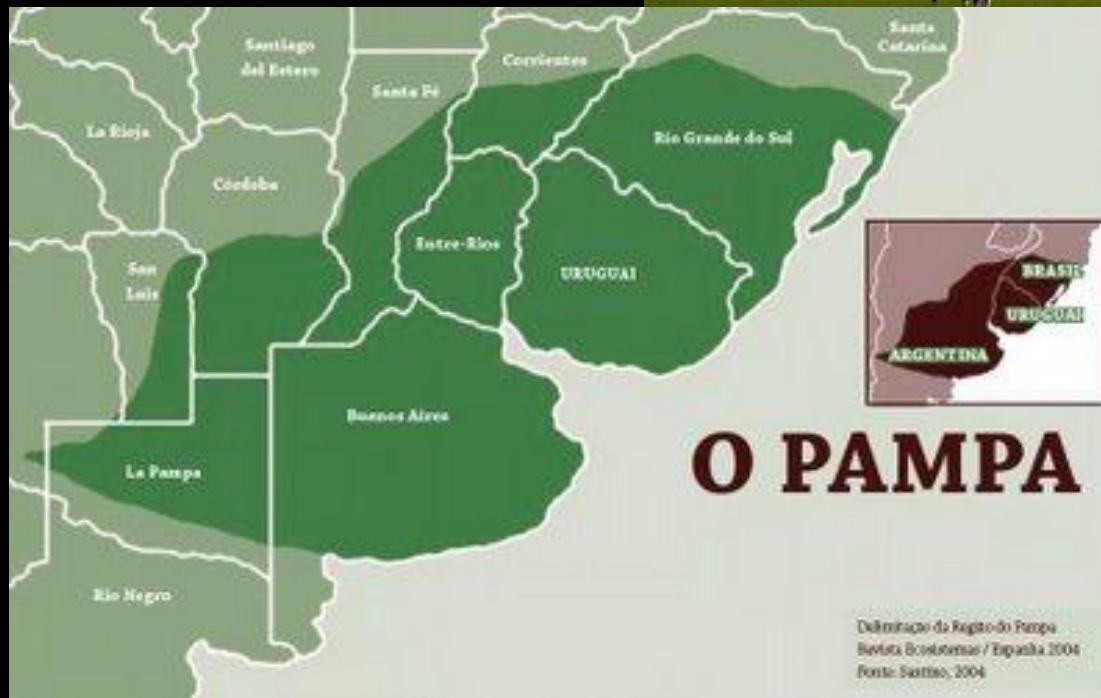 Santiago
del Estero
Santa Fé
Corrientes
Santa
Catarina
La Rioja
Córdoba
Rio Grande do Sul
San
Luis
Entre-Rios
URUGUAI
BRASIL
URUGUAI
ARGENTINA
Buenos Aires
La Pampa
O PAMPA
Rio Negro
Delimitação da Região do Pampa
Revista Ecosistemas / Espanha 2004
Fonte: 2004